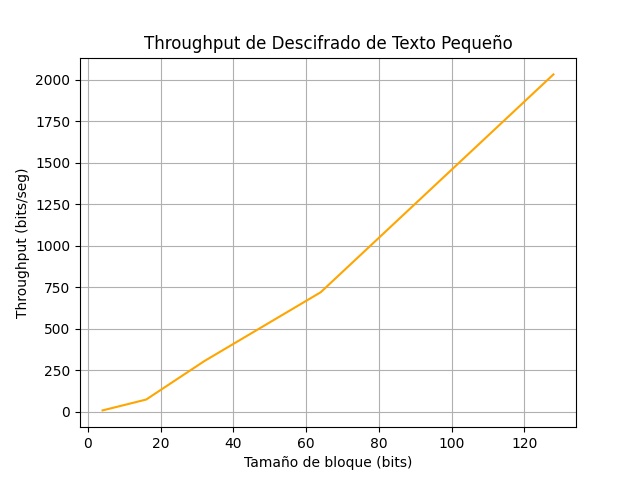 Throughput de Descifrado de Texto Pequeño
2000
1750
1500
1250
1000
750
500
250
0
Throughput (bits/seg)
0 20 40 60 80 100 120
Tamaño de bloque (bits)